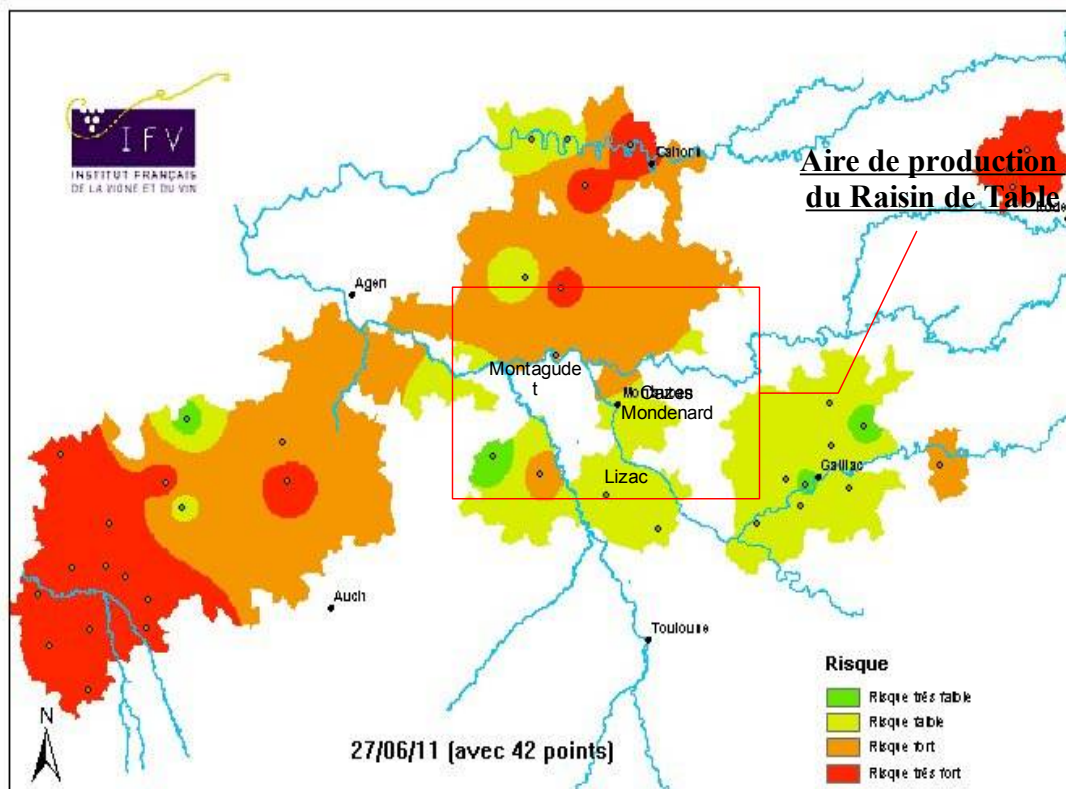 IFV
INSTITUT FRANÇAIS
DE LA VIGNE ET DU VIN
Cahors
Aire de production
du Raisin de Table
Agen
Montagude
t
Cazes
Mondenard
Lizac
Gaillac
Auch
Toulouse
N
27/06/11 (avec 42 points)
Risque
Risque très faible
Risque faible
Risque fort
Risque très fort